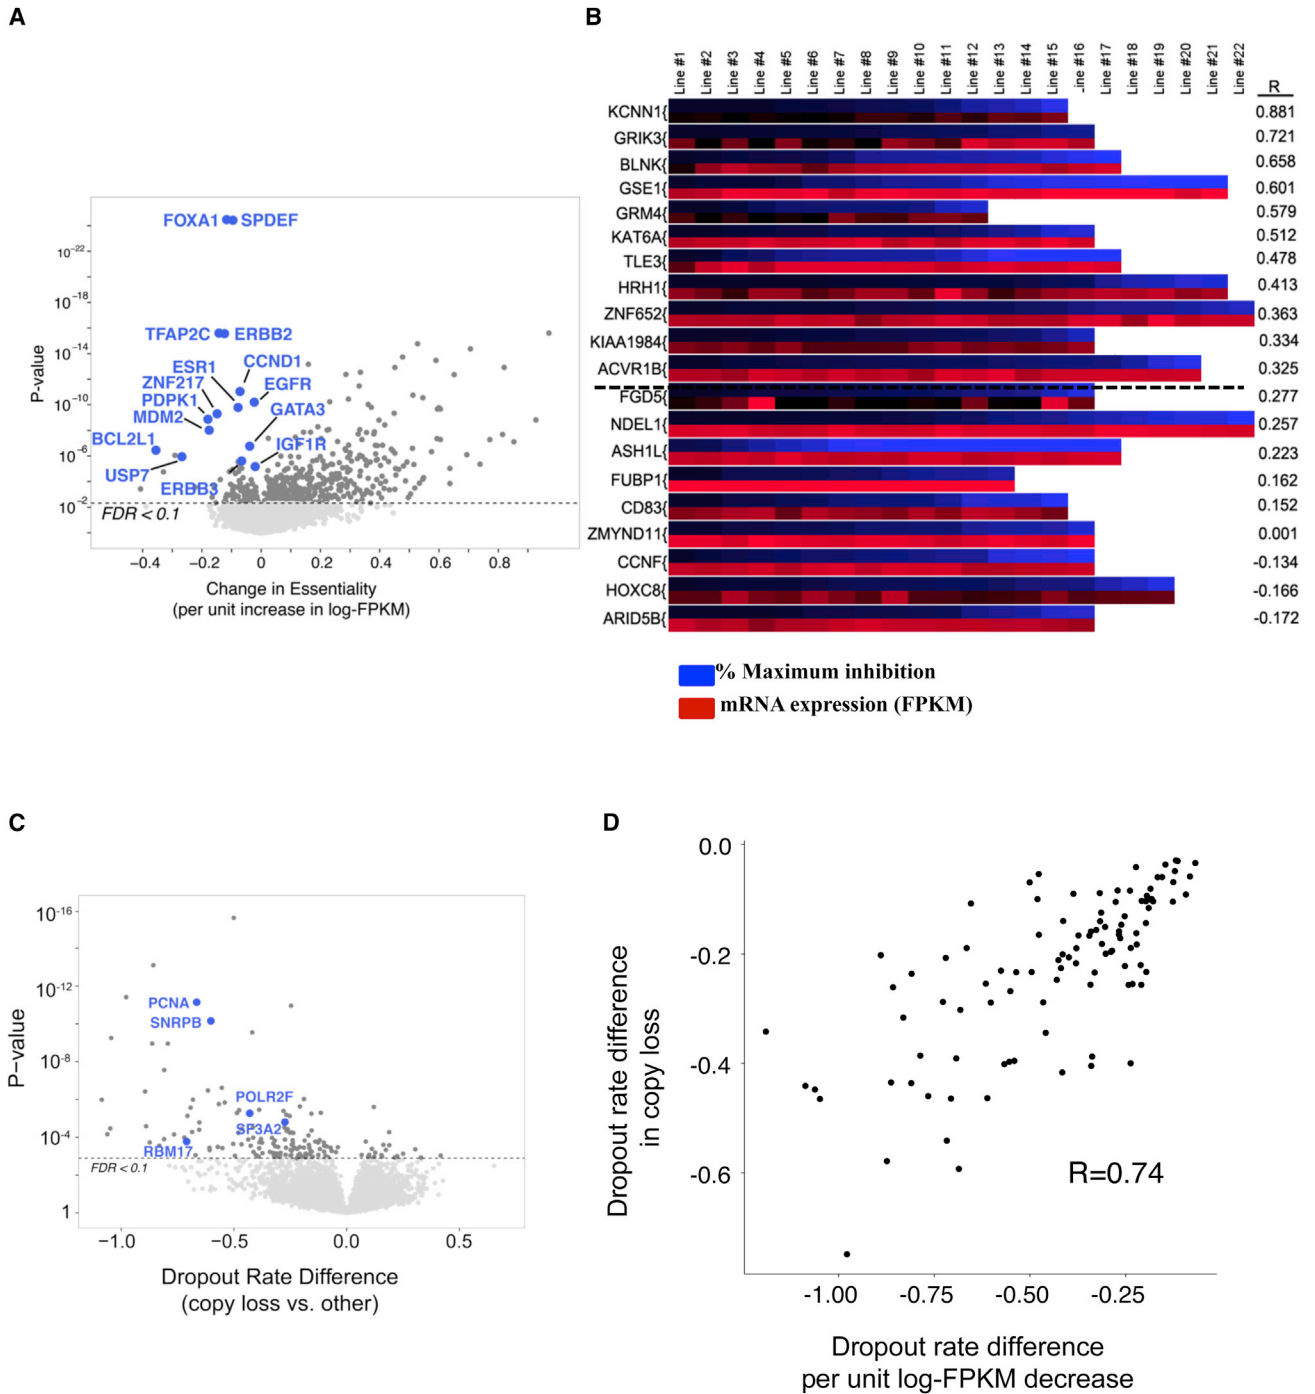 A
P-value
10-22
10-18
10-14
10-10
10-6
10-2
FOXA1
SPDEF
TFAP2C
ERBB2
ESR1
CCND1
ZNF217
EGFR
PDPK1
GATA3
MDM2
BCL2L1
IGF1R
USP7
ERBB3
FDR < 0.1
−0.4
−0.2
0
0.2
0.4
0.6
0.8
Change in Essentiality
(per unit increase in log-FPKM)
B
Line #1
Line #2
Line #3
Line #4
Line #5
Line #6
Line #7
Line #8
Line #9
Line #10
Line #11
Line #12
Line #13
Line #14
Line #15
ine #16
Line #17
Line #18
Line #19
Line #20
Line #21
Line #22
R
KCNN1{ 0.881
GRIK3{ 0.721
BLNK{ 0.658
GSE1{ 0.601
GRM4{ 0.579
KAT6A{ 0.512
TLE3{ 0.478
HRH1{ 0.413
ZNF652{ 0.363
KIAA1984{ 0.334
ACVR1B{ 0.325
FGD5{ 0.277
NDEL1{ 0.257
ASH1L{ 0.223
FUBP1{ 0.162
CD83{ 0.152
ZMYND11{ 0.001
CCNF{ -0.134
HOXC8{ -0.166
ARID5B{ -0.172
% Maximum inhibition
mRNA expression (FPKM)
C
P−value
10-16
10-12
10-8
10-4
1
PCNA
SNRPB
POLR2F
SF3A2
RBM17
FDR < 0.1
−1.0
−0.5
0.0
0.5
Dropout Rate Difference
(copy loss vs. other)
D
Dropout rate difference
in copy loss
0.0
-0.2
-0.4
-0.6
R=0.74
-1.00
-0.75
-0.50
-0.25
Dropout rate difference
per unit log-FPKM decrease